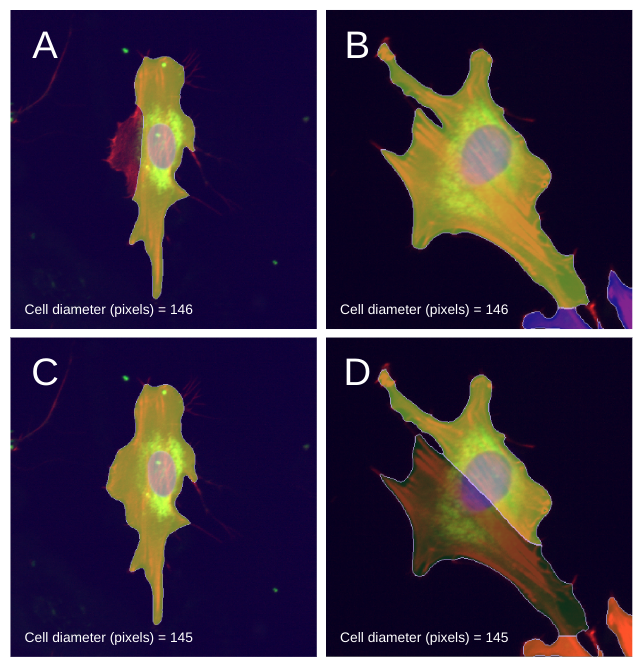 A
B
Cell diameter (pixels) = 146
Cell diameter (pixels) = 146
C
D
Cell diameter (pixels) = 145
Cell diameter (pixels) = 145